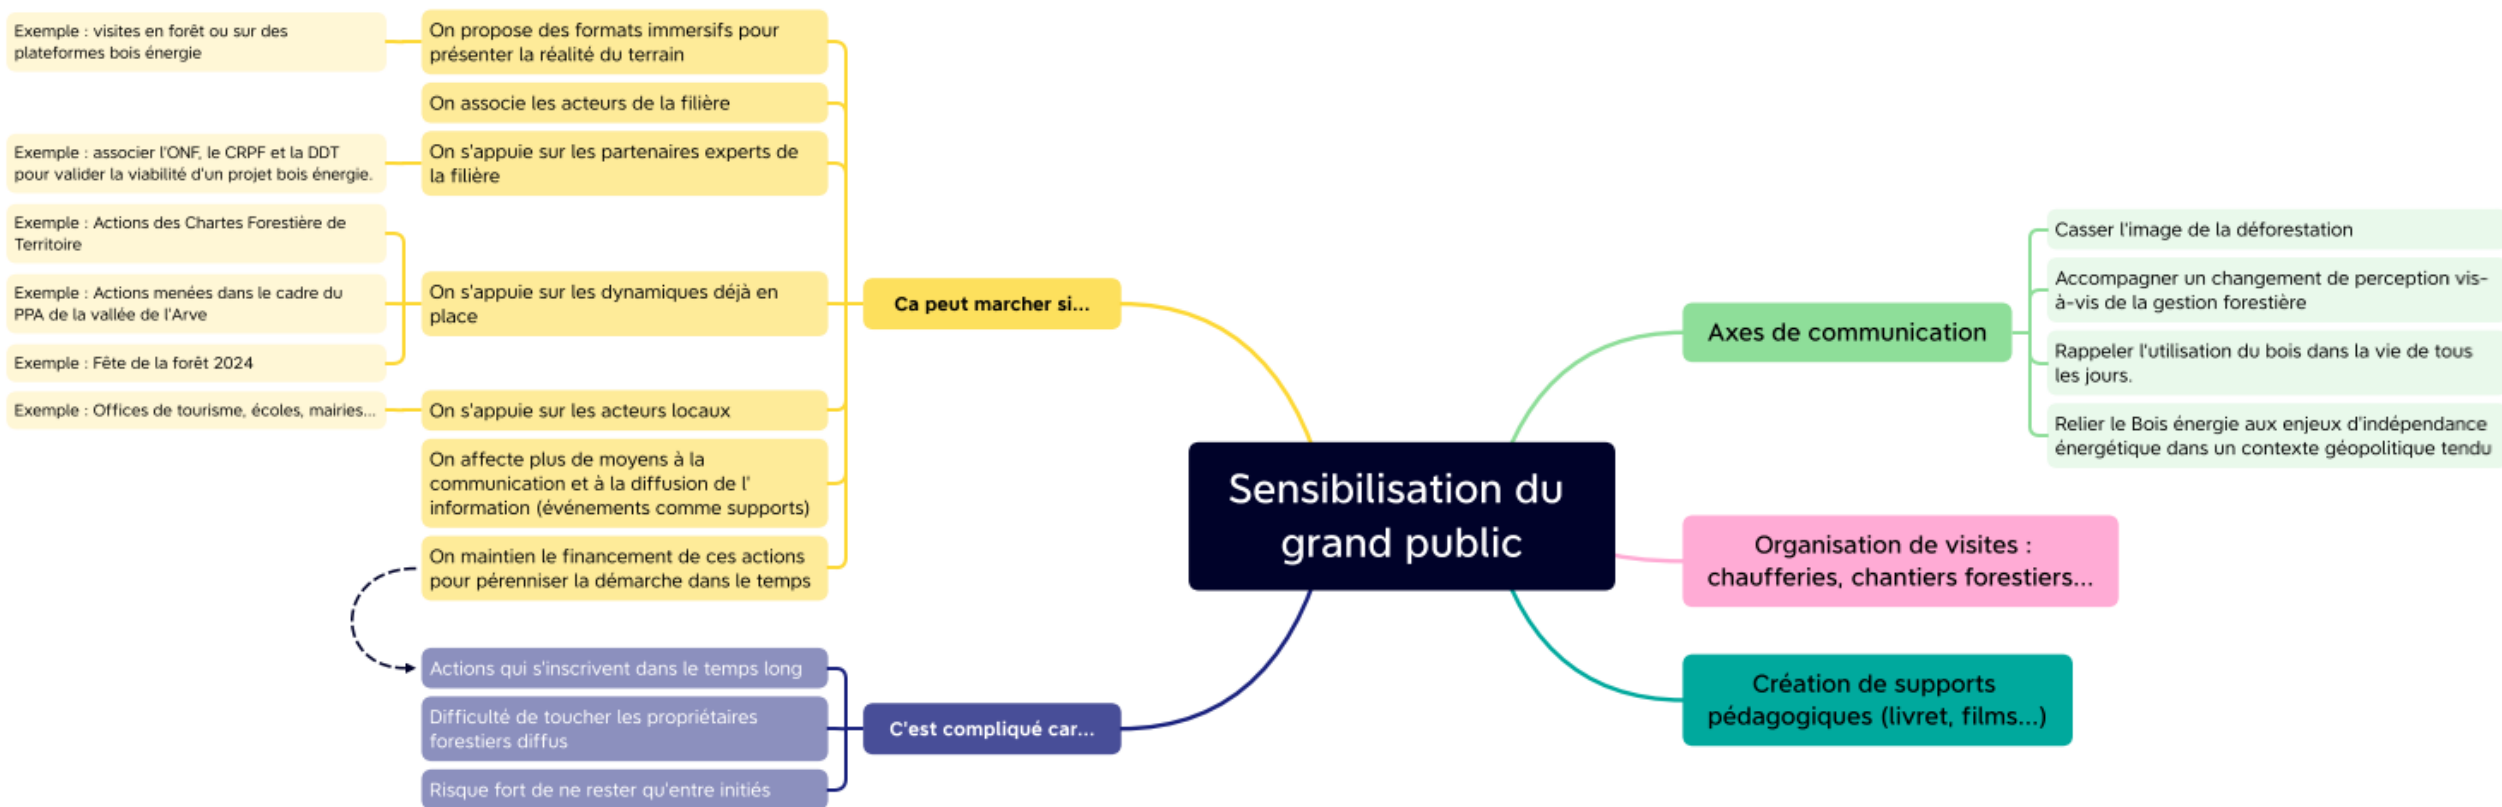 Exemple : visites en forêt ou sur des
plateformes bois énergie
On propose des formats immersifs pour
présenter la réalité du terrain
On associe les acteurs de la filière
Exemple : associer l'ONF, le CRPF et la DDT
pour valider la viabilité d'un projet bois énergie.
On s'appuie sur les partenaires experts de
la filière
Exemple : Actions des Chartes Forestière de
Territoire
Exemple : Actions menées dans le cadre du
PPA de la vallée de l'Arve
Exemple : Fête de la forêt 2024
On s'appuie sur les dynamiques déjà en
place
Exemple : Offices de tourisme, écoles, mairies...
On s'appuie sur les acteurs locaux
On affecte plus de moyens à la
communication et à la diffusion de l'
information (événements comme supports)
On maintien le financement de ces actions
pour pérenniser la démarche dans le temps
Ca peut marcher si...
Actions qui s'inscrivent dans le temps long
Difficulté de toucher les propriétaires
forestiers diffus
Risque fort de ne rester qu'entre initiés
C'est compliqué car...
Sensibilisation du
grand public
Axes de communication
Casser l'image de la déforestation
Accompagner un changement de perception vis-
à-vis de la gestion forestière
Rappeler l'utilisation du bois dans la vie de tous
les jours.
Relier le Bois énergie aux enjeux d'indépendance
énergétique dans un contexte géopolitique tendu
Organisation de visites :
chaufferies, chantiers forestiers...
Création de supports
pédagogiques (livret, films...)